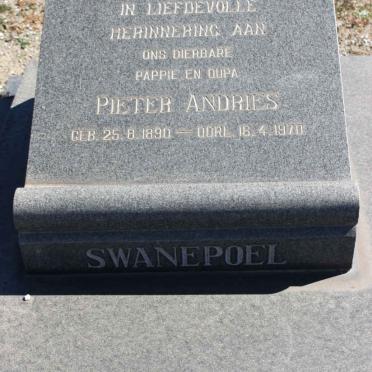 IN LIEFDEVOLLE
HERINNERING AAN
ONS DIERBARE
PAPPIE EN OUPA
PIETER ANDRIES
GEB. 25.8.1890 — OORL. 16.4.1970
SWANEPOEL